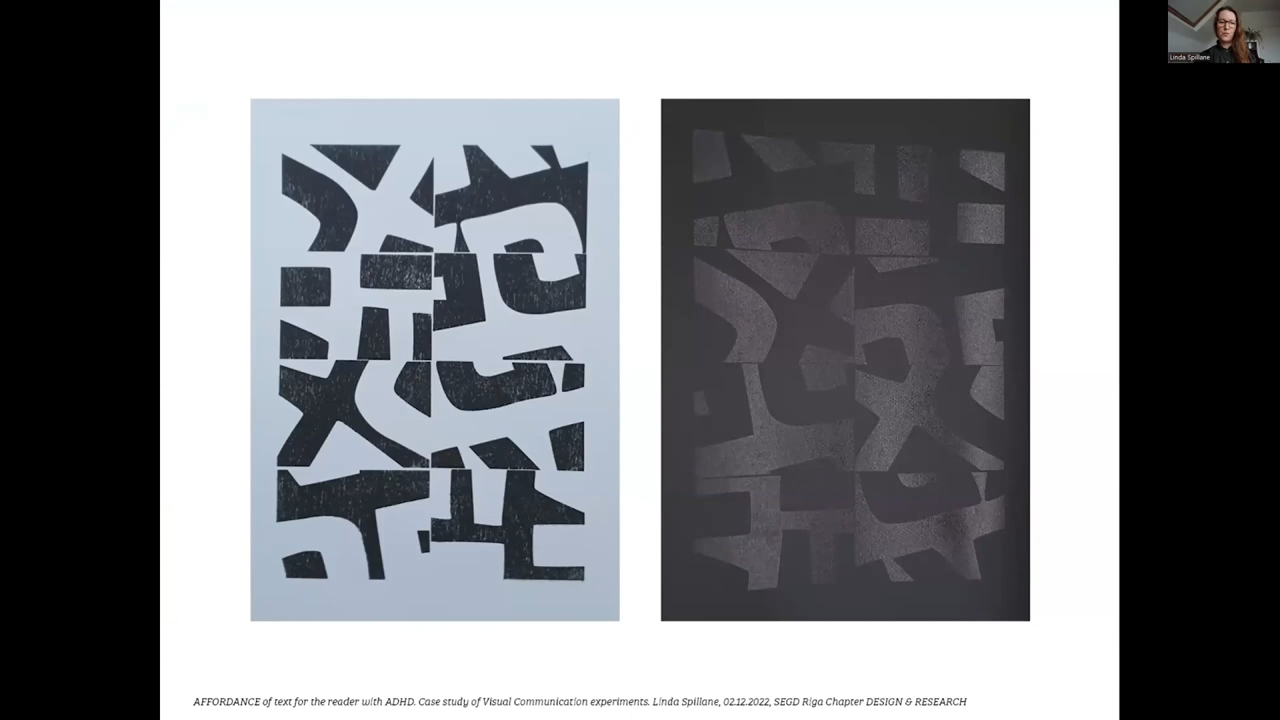 Linda Spillane
AFFORDANCE of text for the reader with ADHD. Case study of Visual Communication experiments. Linda Spillane, 02.12.2022, SEGD Riga Chapter DESIGN & RESEARCH